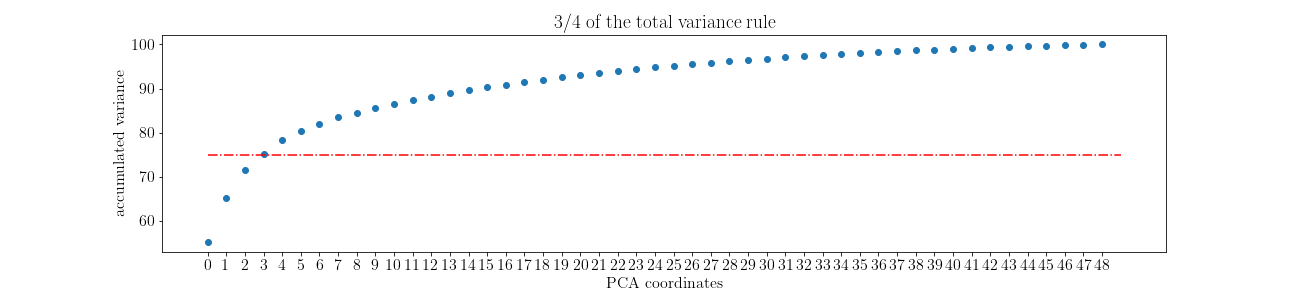 3/4 of the total variance rule
accumulated variance
100
90
80
70
60
0 1 2 3 4 5 6 7 8 9 10 11 12 13 14 15 16 17 18 19 20 21 22 23 24 25 26 27 28 29 30 31 32 33 34 35 36 37 38 39 40 41 42 43 44 45 46 47 48
PCA coordinates